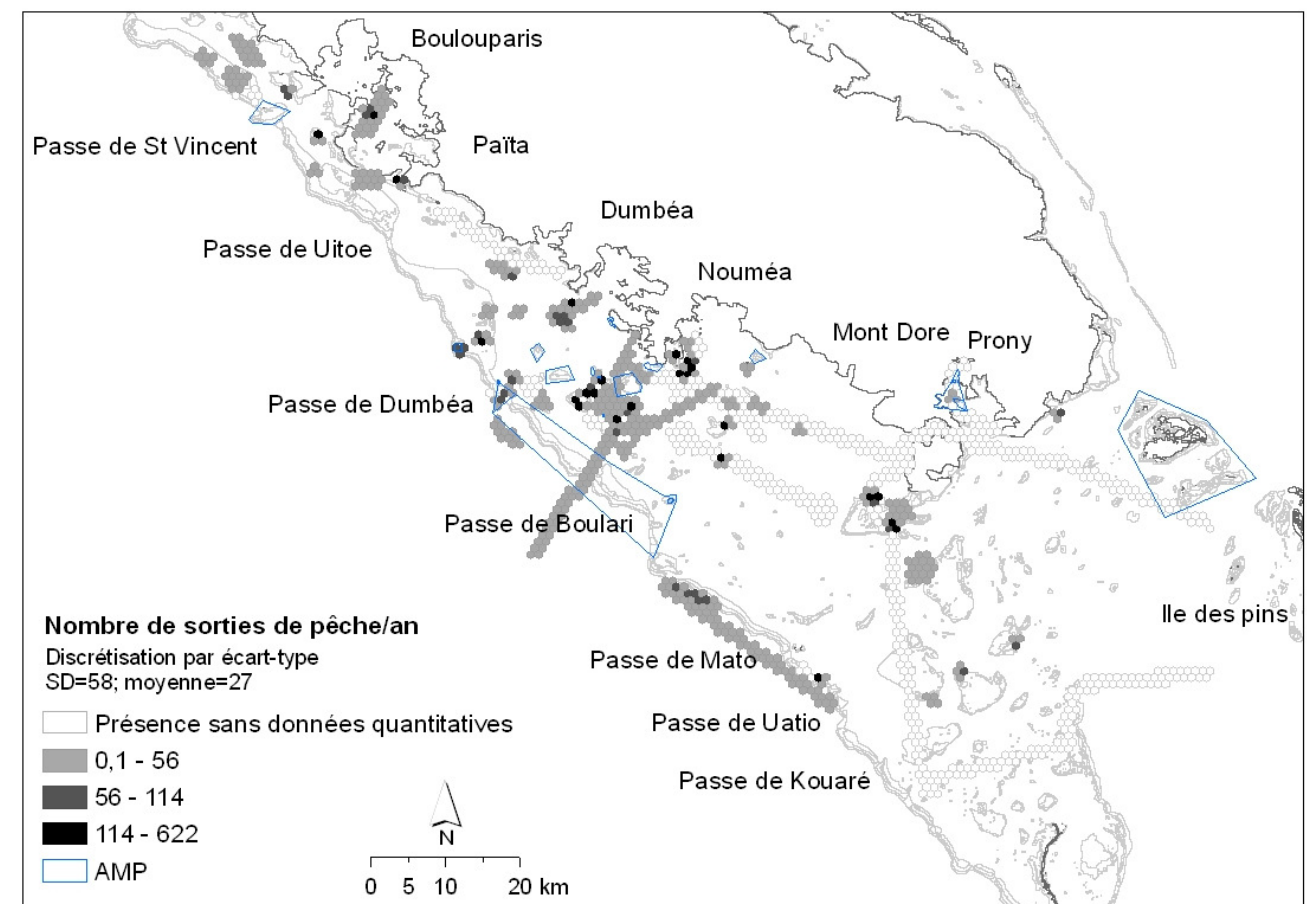 Boulouparis
Passe de St Vincent
Païta
Dumbéa
Passe de Uitoe
Nouméa
Mont Dore
Prony
Passe de Dumbéa
Passe de Boulari
Ile des pins
Nombre de sorties de pêche/an
Discrétisation par écart-type
SD=58; moyenne=27
Passe de Mato
Présence sans données quantitatives
Passe de Uatio
0,1 - 56
Passe de Kouaré
56 - 114
114 - 622
N
AMP
0 5 10 20 km